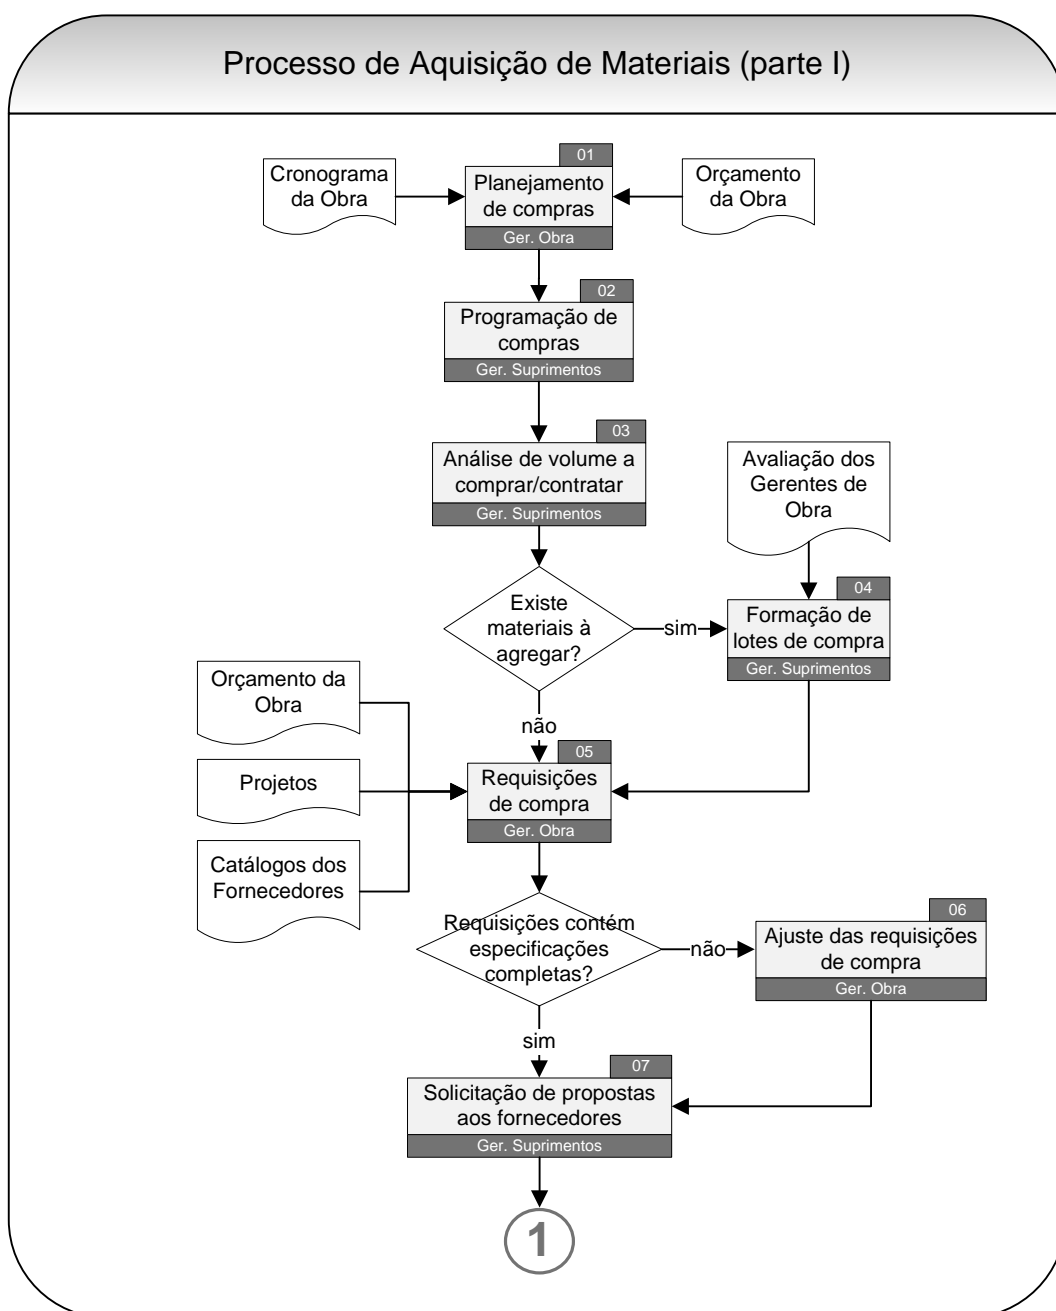 Processo de Aquisição de Materiais (parte I)
01
Cronograma
da Obra
Planejamento
de compras
Ger. Obra
Orçamento
da Obra
02
Programação de
compras
Ger. Suprimentos
03
Análise de volume a
comprar/contratar
Ger. Suprimentos
Avaliação dos
Gerentes de
Obra
Existe
materiais à
agregar?
sim
04
Formação de
lotes de compra
Ger. Suprimentos
não
Orçamento da
Obra
Projetos
Catálogos dos
Fornecedores
05
Requisições
de compra
Ger. Obra
Requisições contém
especificações
completas?
não
06
Ajuste das requisições
de compra
Ger. Obra
sim
07
Solicitação de propostas
aos fornecedores
Ger. Suprimentos
1